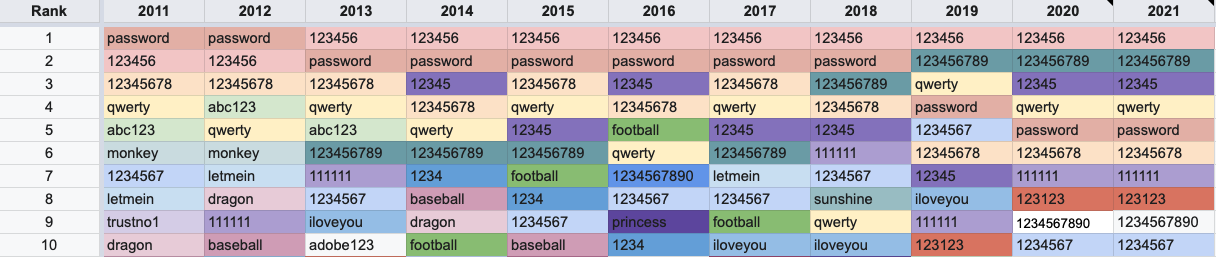 Rank 2011 2012 2013 2014 2015 2016 2017 2018 2019 2020 2021
1 password password 123456 123456 123456 123456 123456 123456 123456 123456 123456
2 123456 123456 password password password password password password 123456789 123456789 123456789
3 12345678 12345678 12345678 12345 12345678 12345 12345678 123456789 qwerty 12345 12345
4 qwerty abc123 qwerty 12345678 qwerty 12345678 qwerty 12345678 password qwerty qwerty
5 abc123 qwerty abc123 qwerty 12345 football 12345 12345 1234567 password password
6 monkey monkey 123456789 123456789 123456789 qwerty 123456789 111111 12345678 12345678 12345678
7 1234567 letmein 111111 1234 football 1234567890 letmein 1234567 12345 111111 111111
8 letmein dragon 1234567 baseball 1234 1234567 1234567 sunshine iloveyou 123123 123123
9 trustno1 111111 iloveyou dragon 1234567 princess football qwerty 111111 1234567890 1234567890
10 dragon baseball adobe123 football baseball 1234 iloveyou iloveyou 123123 1234567 1234567